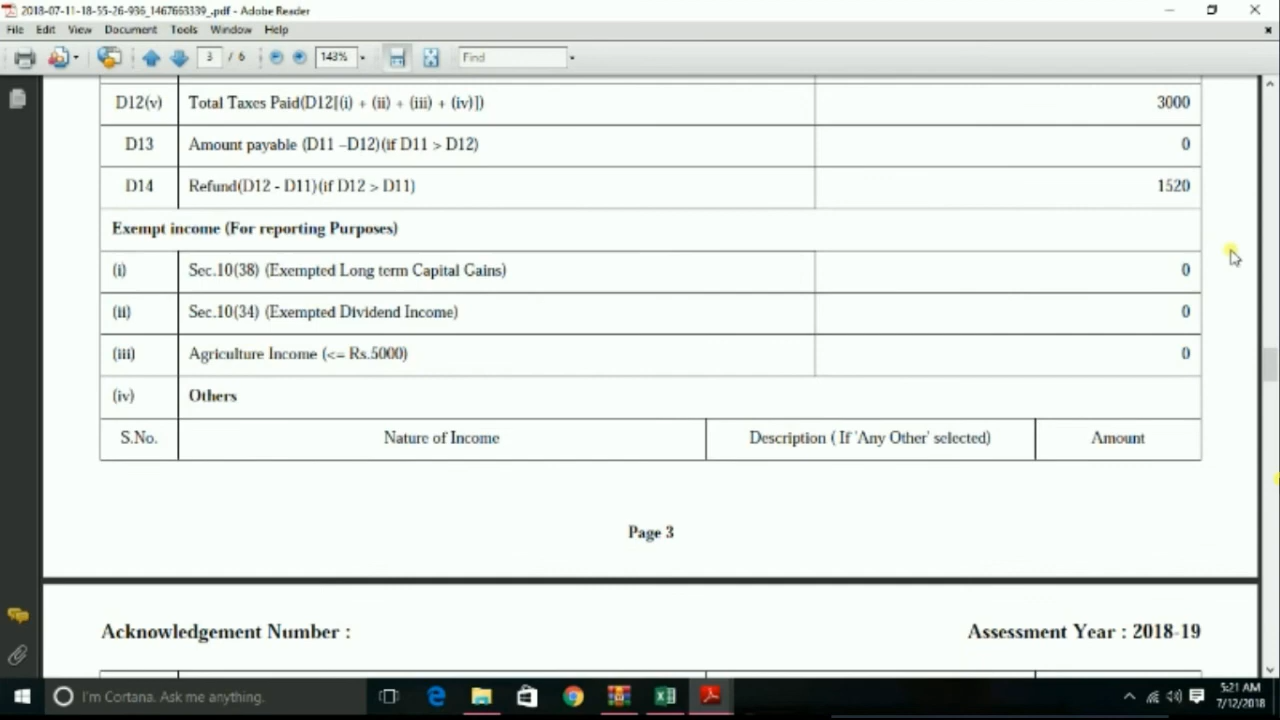 2018-07-11-18-55-26-936_1467663339_.pdf - Adobe Reader
File Edit View Document Tools Window Help
3 / 6 143% Find
D12(v) Total Taxes Paid(D12[(i) + (ii) + (iii) + (iv)]) 3000
D13 Amount payable (D11 –D12)(if D11 > D12) 0
D14 Refund(D12 - D11)(if D12 > D11) 1520
Exempt income (For reporting Purposes)
(i) Sec.10(38) (Exempted Long term Capital Gains) 0
(ii) Sec.10(34) (Exempted Dividend Income) 0
(iii) Agriculture Income (<= Rs.5000) 0
(iv) Others
S.No. Nature of Income Description ( If 'Any Other' selected) Amount
Page 3
Acknowledgement Number : Assessment Year : 2018-19
I'm Cortana. Ask me anything.
5:21 AM
7/12/2018